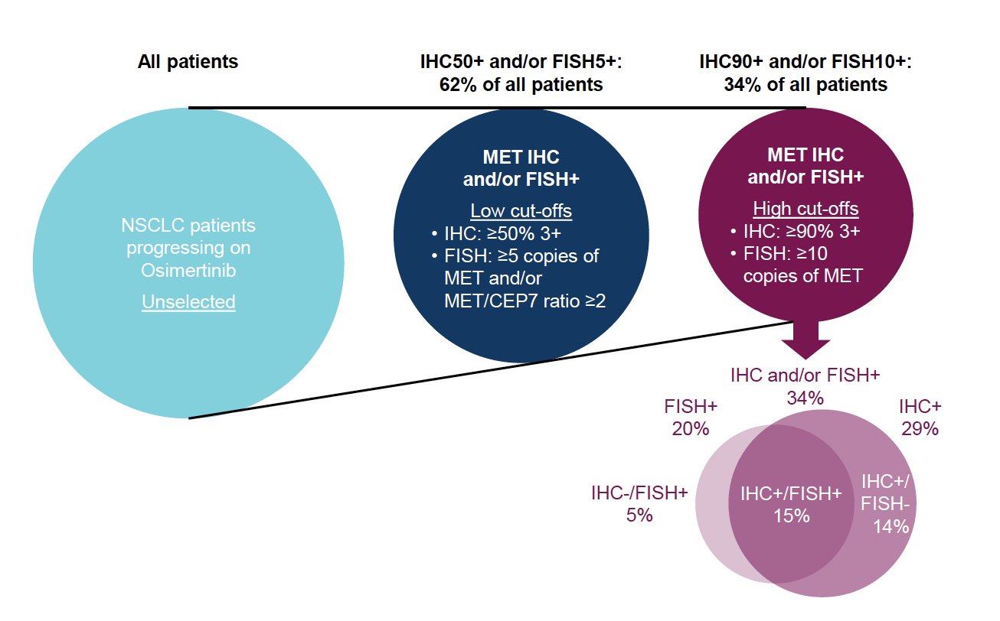 All patients
IHC50+ and/or FISH5+:
62% of all patients
IHC90+ and/or FISH10+:
34% of all patients
NSCLC patients
progressing on
Osimertinib
Unselected
MET IHC
and/or FISH+
Low cut-offs
• IHC: ≥50% 3+
• FISH: ≥5 copies of
MET and/or
MET/CEP7 ratio ≥2
MET IHC
and/or FISH+
High cut-offs
• IHC: ≥90% 3+
• FISH: ≥10
copies of MET
IHC and/or FISH+
34%
FISH+
20%
IHC+
29%
IHC-/FISH+
5%
IHC+/FISH+
15%
IHC+/
FISH-
14%